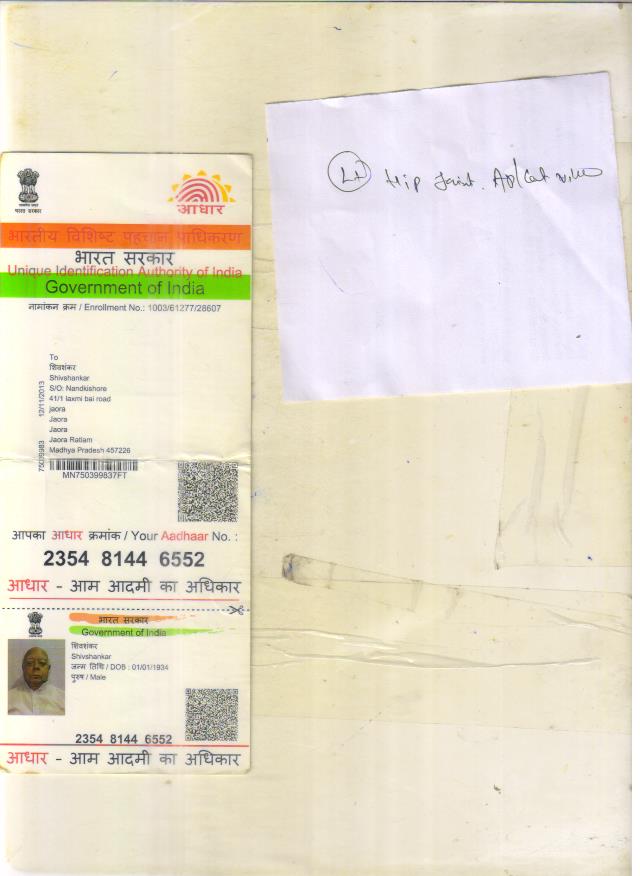 भारत सरकार
आधार
भारतीय विशिष्ट पहचान प्राधिकरण
भारत सरकार
Unique Identification Authority of India
Government of India
नामांकन क्रम / Enrollment No.: 1003/61277/28607
To
शिवशंकर
Shivshankar
S/O: Nandkishore
41/1 laxmi bai road
jaora
Jaora
Jaora
Jaora Ratlam
Madhya Pradesh 457226
12/11/2013
MN750399837FT
आपका आधार क्रमांक / Your Aadhaar No. :
2354 8144 6552
आधार - आम आदमी का अधिकार
भारत सरकार
Government of India
शिवशंकर
Shivshankar
जन्म तिथि / DOB : 01/01/1934
पुरुष / Male
2354 8144 6552
आधार - आम आदमी का अधिकार
Hip Joint.